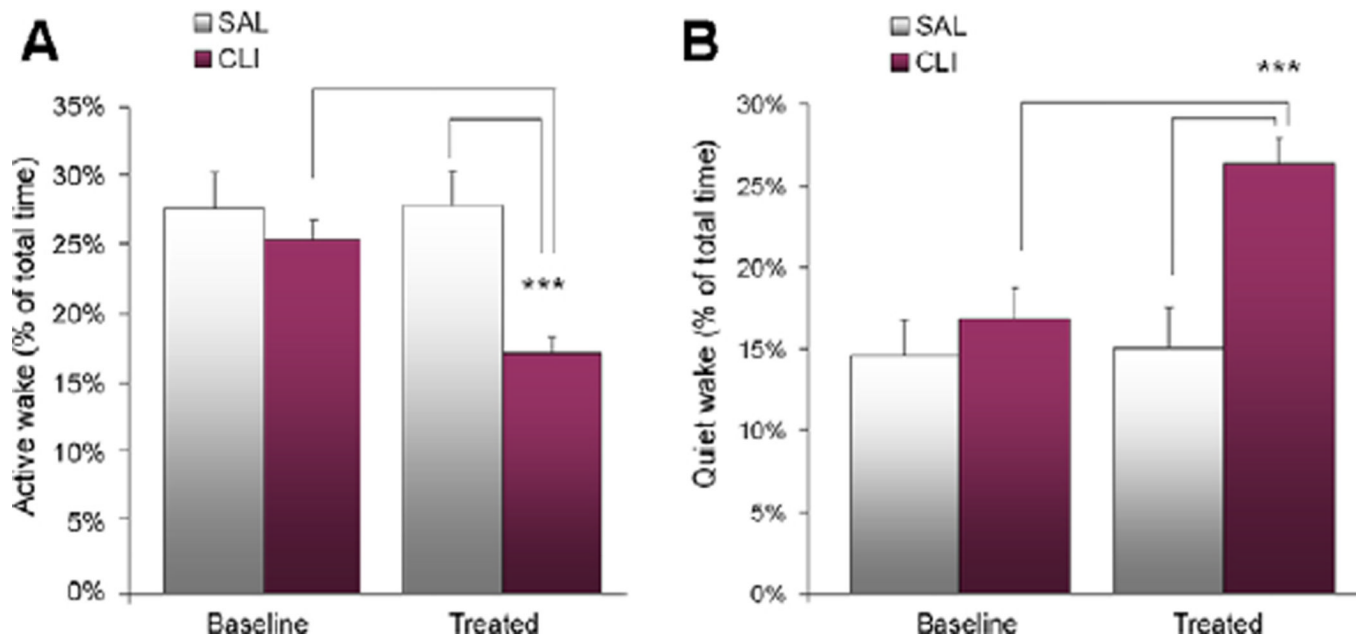 A
SAL
CLI
Active wake (% of total time)
35%
30%
25%
20%
15%
10%
5%
0%
***
Baseline
Treated
B
SAL
CLI
Quiet wake (% of total time)
30%
25%
20%
15%
10%
5%
0%
***
Baseline
Treated